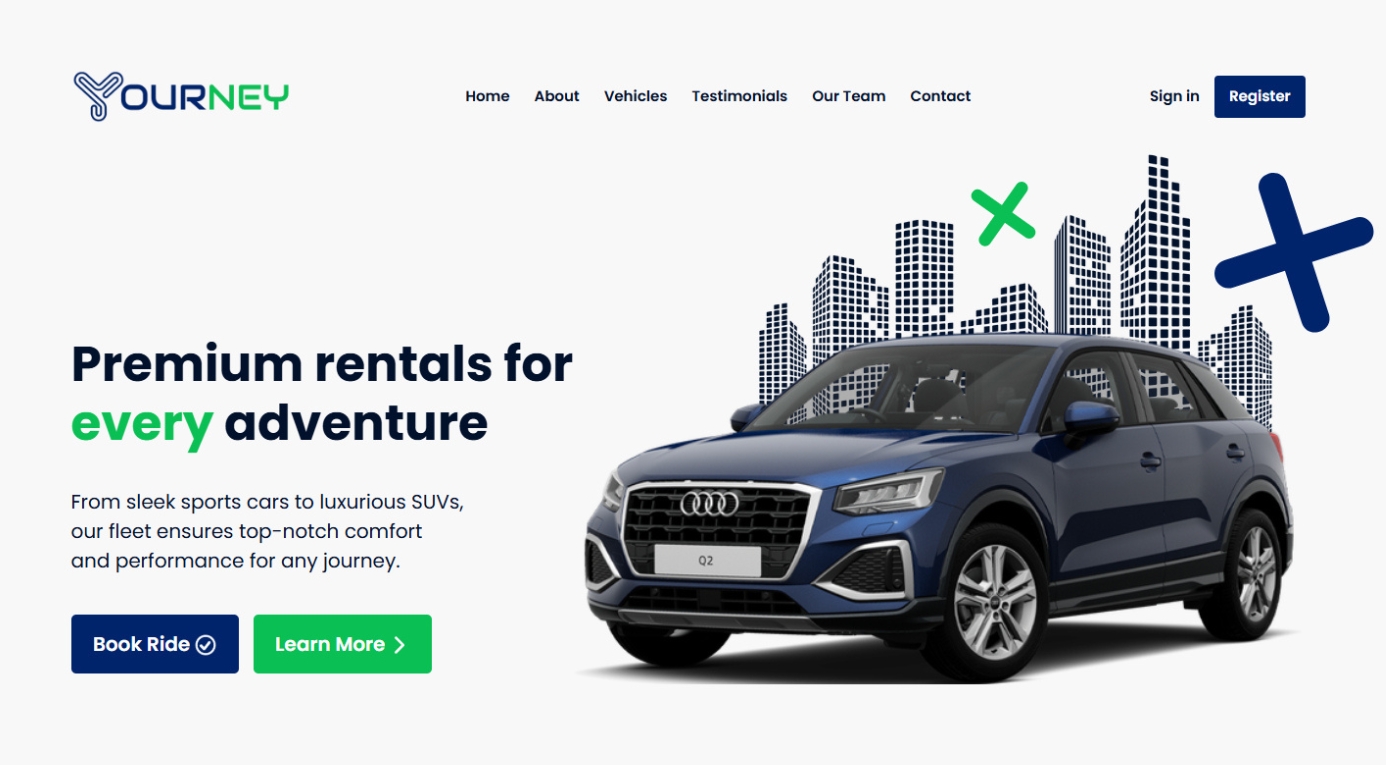 YOURNEY
Home About Vehicles Testimonials Our Team Contact
Sign in Register
Premium rentals for
every adventure
From sleek sports cars to luxurious SUVs,
our fleet ensures top-notch comfort
and performance for any journey.
Book Ride Learn More
Q2